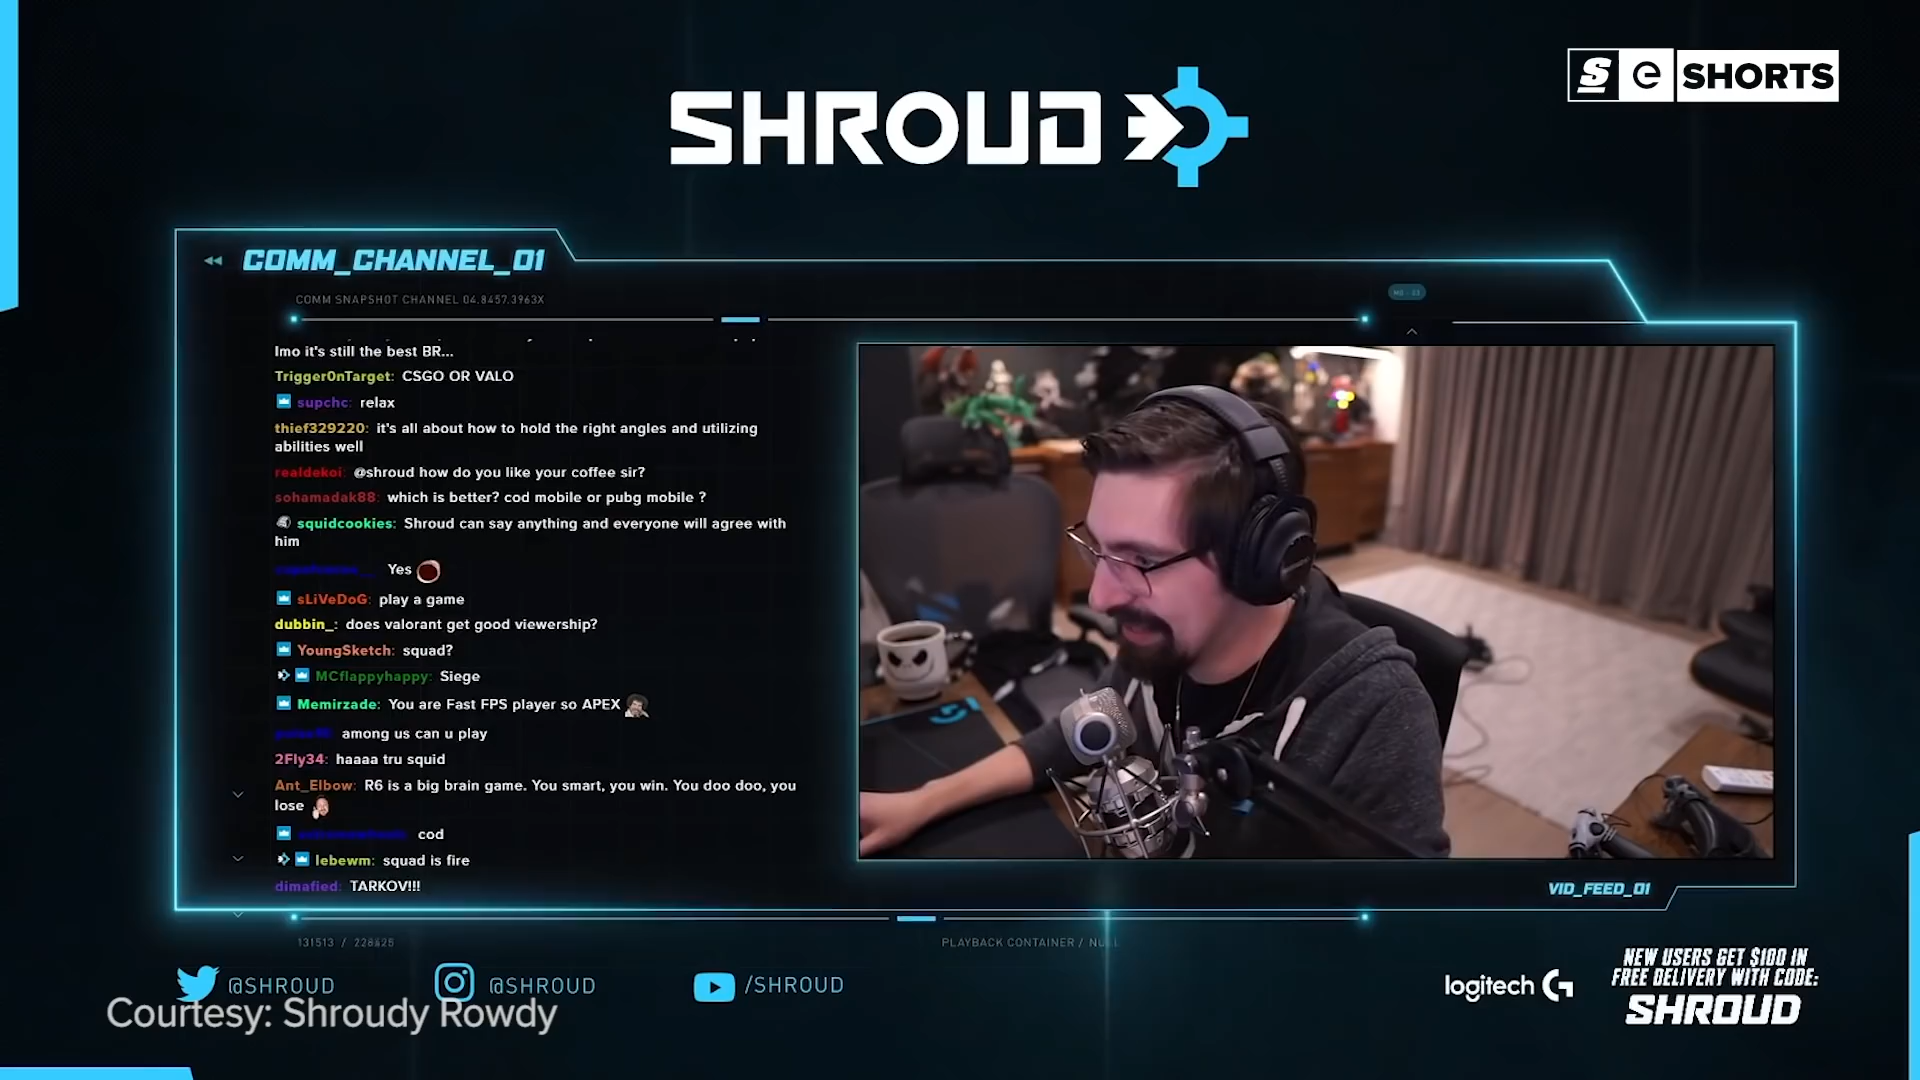 S e SHORTS
SHROUD
COMM_CHANNEL_01
COMM SNAPSHOT CHANNEL 04.8457.3963X
Imo it's still the best BR...
Trigger0nTarget: CSGO OR VALO
supchc: relax
thief329220: it's all about how to hold the right angles and utilizing
abilities well
realdekoi: @shroud how do you like your coffee sir?
sohamadak88: which is better? cod mobile or pubg mobile ?
squidcookies: Shroud can say anything and everyone will agree with
him
Yes
sLiVeDoG: play a game
dubbin_: does valorant get good viewership?
YoungSketch: squad?
MCflappyhappy: Siege
Memirzade: You are Fast FPS player so APEX
among us can u play
2Fly34: haaaa tru squid
Ant_Elbow: R6 is a big brain game. You smart, you win. You doo doo, you
lose
cod
lebewm: squad is fire
dimafied: TARKOV!!!
VID_FEED_01
131513 / 228825
PLAYBACK CONTAINER / NULL
@SHROUD
@SHROUD
/SHROUD
Courtesy: Shroudy Rowdy
logitech G
NEW USERS GET $100 IN
FREE DELIVERY WITH CODE:
SHROUD